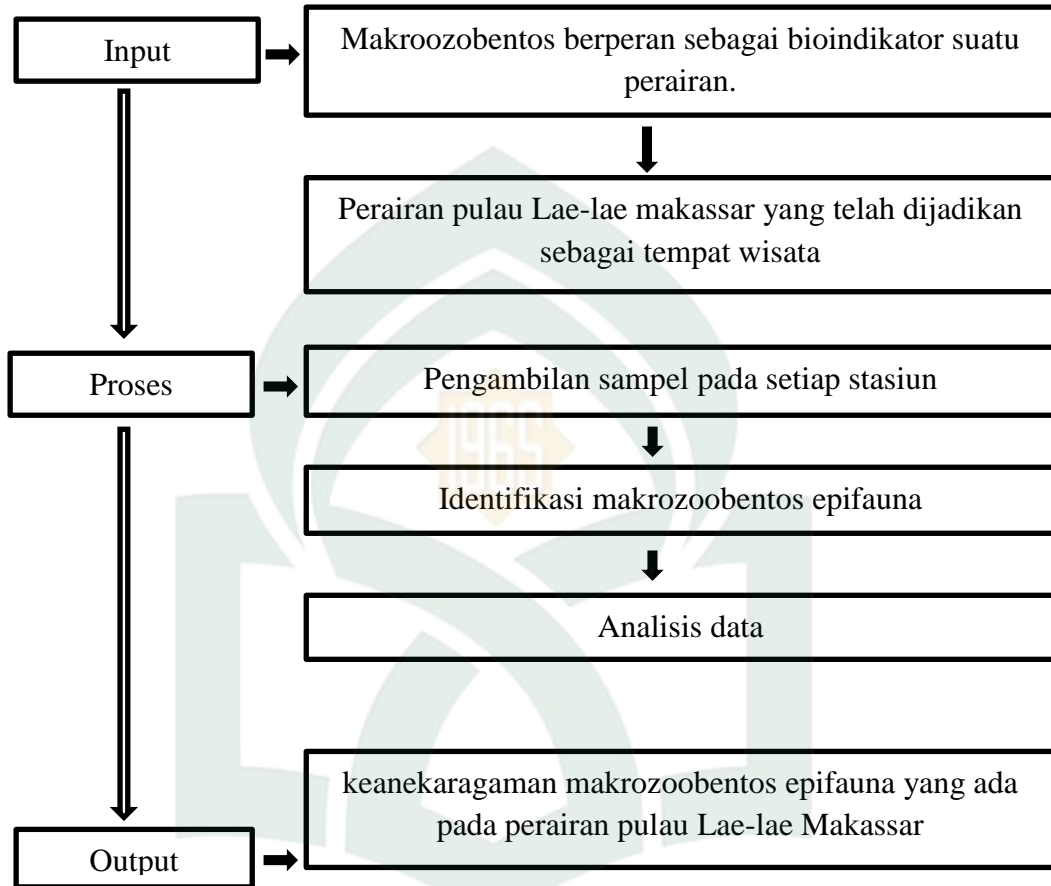 Input
Makroozobentos berperan sebagai bioindikator suatu
perairan.
Perairan pulau Lae-lae makassar yang telah dijadikan
sebagai tempat wisata
Proses
Pengambilan sampel pada setiap stasiun
1965
Identifikasi makrozoobentos epifauna
Analisis data
keanekaragaman makrozoobentos epifauna yang ada
pada perairan pulau Lae-lae Makassar
Output